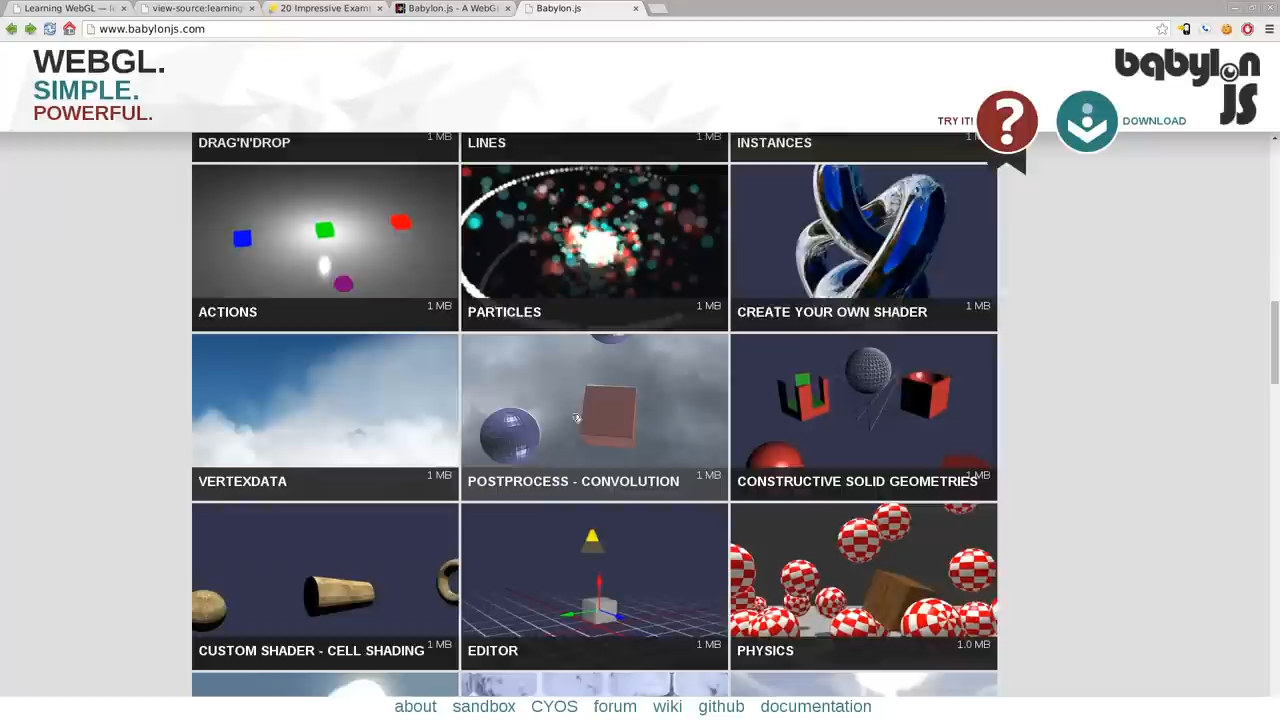 Learning WebGL — l
view-source:learning
20 Impressive Exam
Babylon.js - A WebG
Babylon.js
www.babylonjs.com
WEBGL.
SIMPLE.
POWERFUL.
babylon
JS
TRY IT!
?
DOWNLOAD
DRAG'N'DROP
1 MB
LINES
1 MB
INSTANCES
ACTIONS
1 MB
PARTICLES
1 MB
CREATE YOUR OWN SHADER
1 MB
VERTEXDATA
1 MB
POSTPROCESS - CONVOLUTION
1 MB
CONSTRUCTIVE SOLID GEOMETRIES
1 MB
CUSTOM SHADER - CELL SHADING
1 MB
EDITOR
1 MB
PHYSICS
1.0 MB
about sandbox CYOS forum wiki github documentation